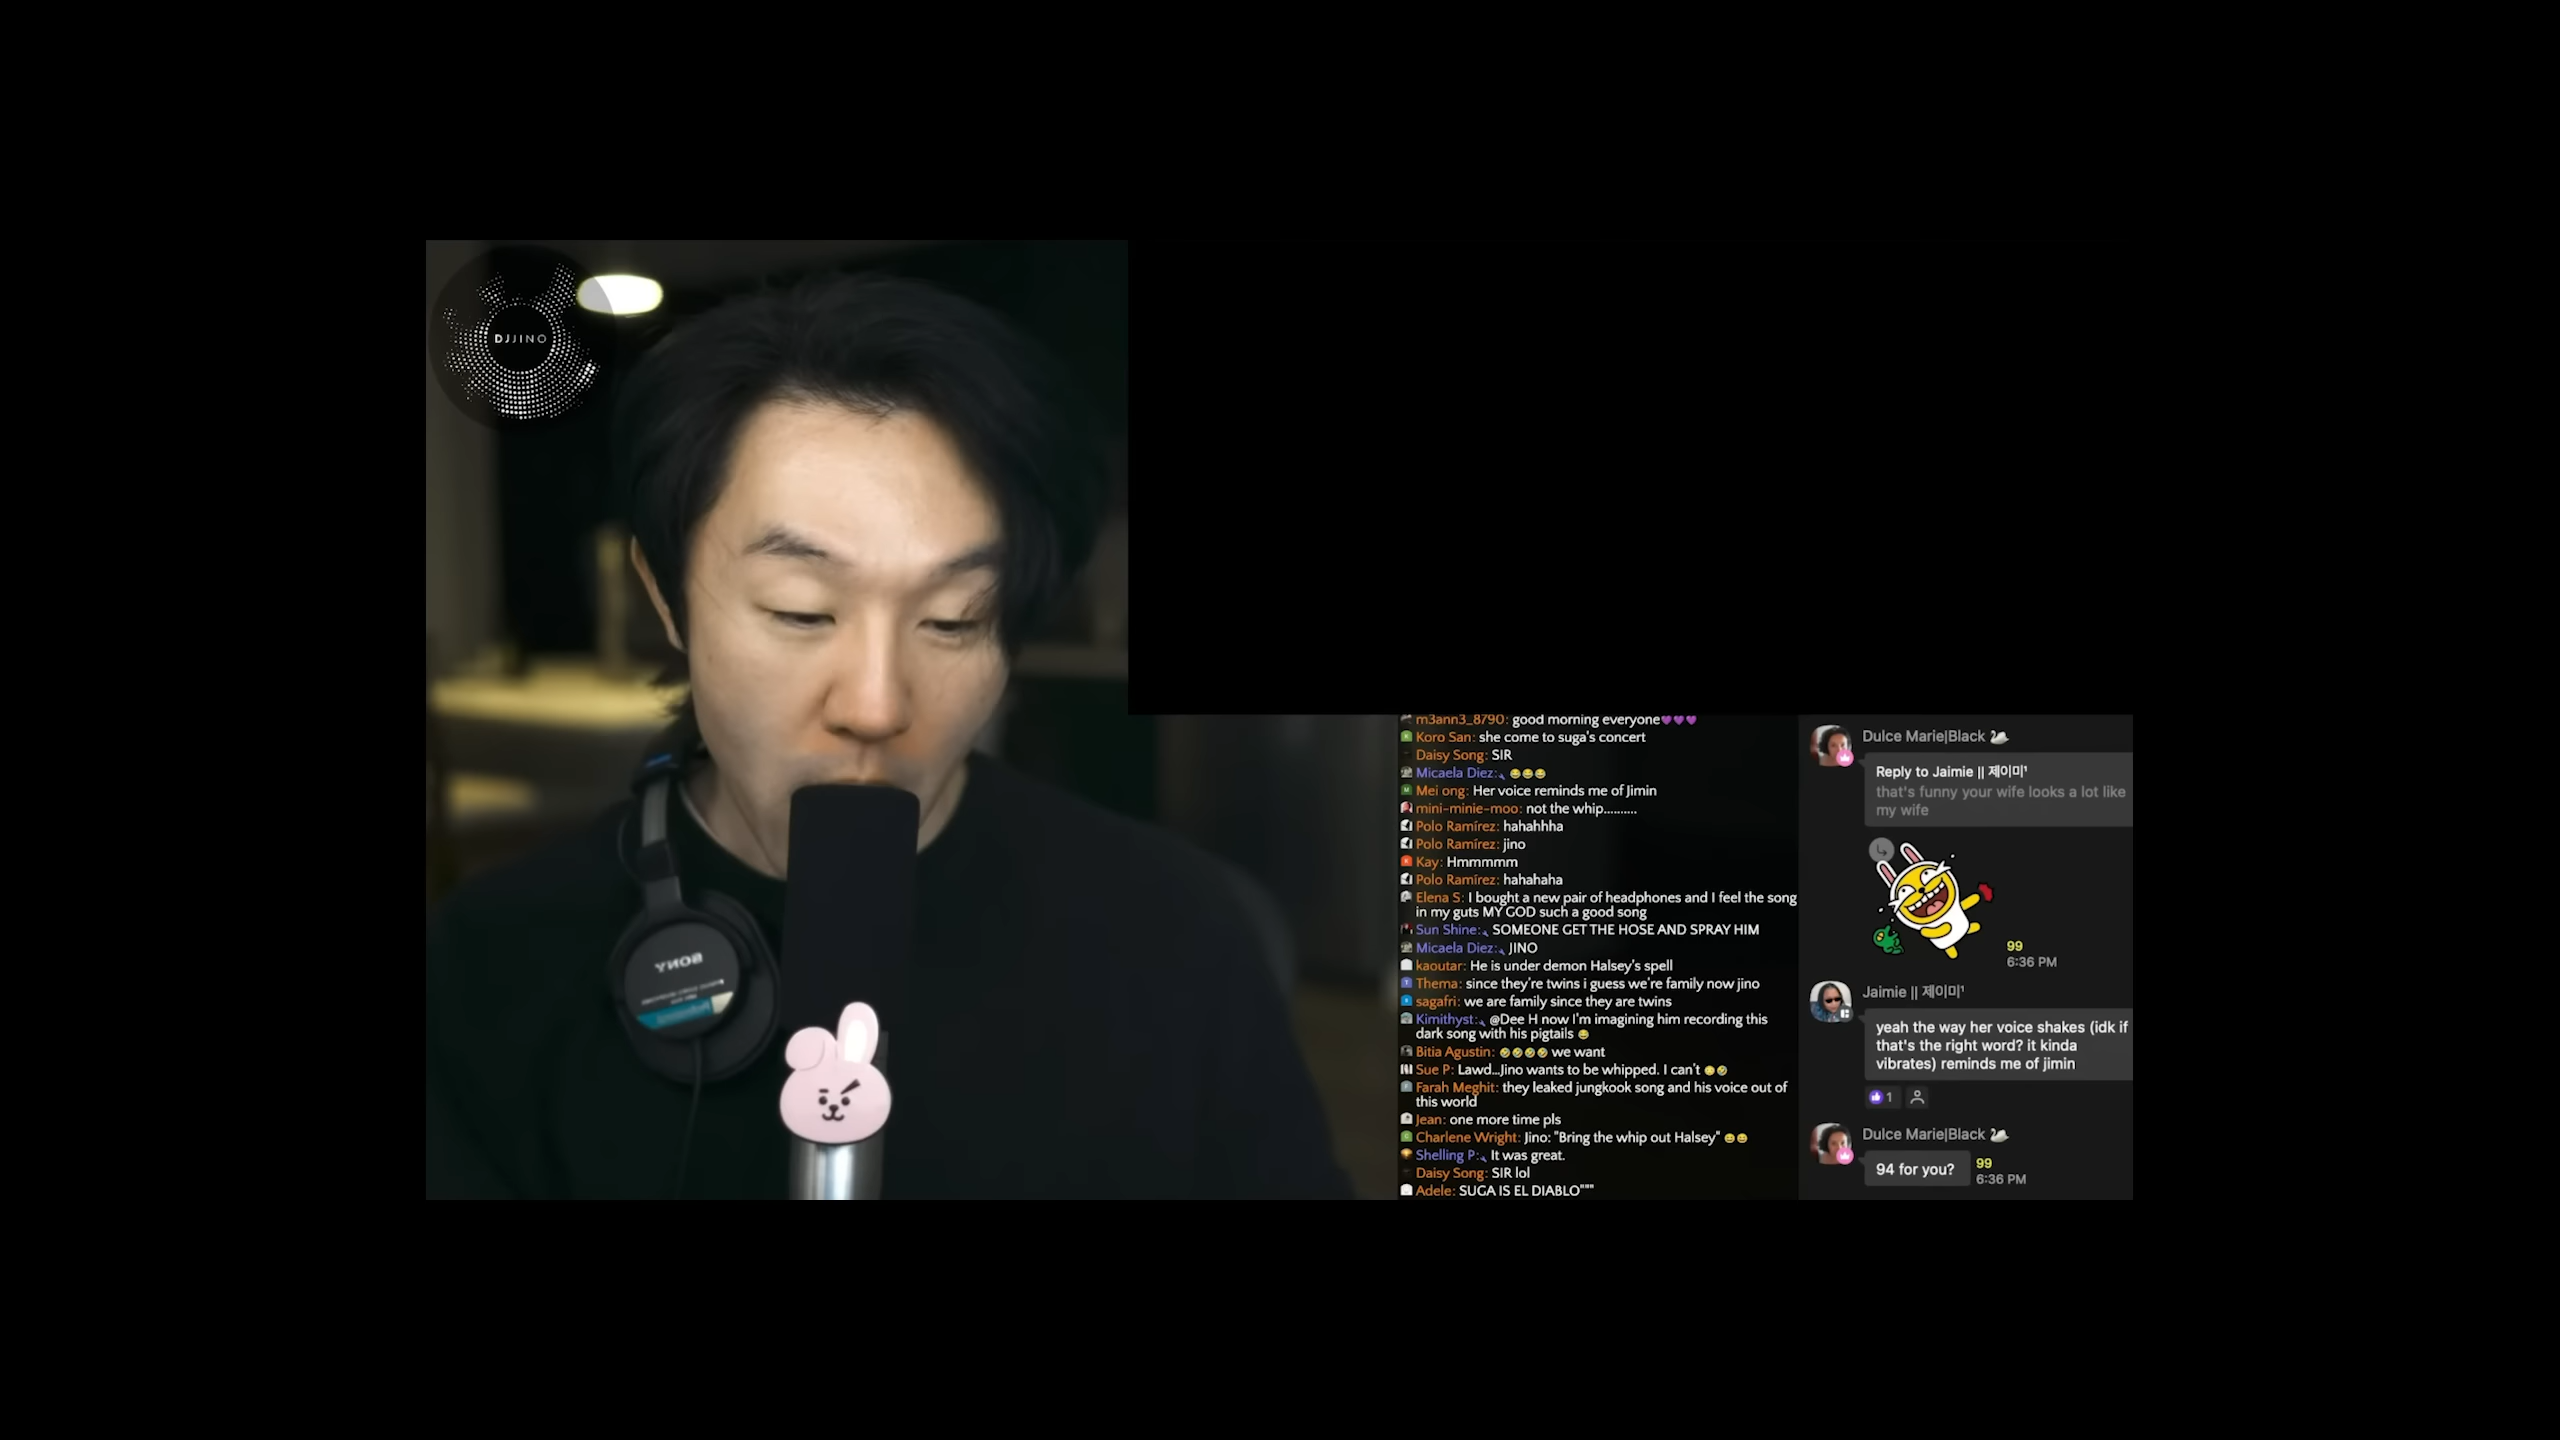 DJJINO
SONY
m3ann3_8790: good morning everyone💜💜💜
Koro San: she come to suga's concert
Daisy Song: SIR
Micaela Diez: 😂😂😂
Mei ong: Her voice reminds me of Jimin
mini-minie-moo: not the whip..........
Polo Ramírez: hahahhha
Polo Ramírez: jino
Kay: Hmmmmm
Polo Ramírez: hahahaha
Elena S: I bought a new pair of headphones and I feel the song
in my guts MY GOD such a good song
Sun Shine: SOMEONE GET THE HOSE AND SPRAY HIM
Micaela Diez: JINO
kaoutar: He is under demon Halsey's spell
Thema: since they're twins i guess we're family now jino
sagafri: we are family since they are twins
Kimithyst: @Dee H now I'm imagining him recording this
dark song with his pigtails 😂
Bitia Agustin: 🤣🤣🤣🤣 we want
Sue P: Lawd...Jino wants to be whipped. I can't
Farah Meghit: they leaked jungkook song and his voice out of
this world
Jean: one more time pls
Charlene Wright: Jino: "Bring the whip out Halsey" 😄😄
Shelling P: It was great.
Daisy Song: SIR lol
Adele: SUGA IS EL DIABLO"""
Dulce Marie|Black 🦢
Reply to Jaimie || 제이미¹
that's funny your wife looks a lot like
my wife
99
6:36 PM
Jaimie || 제이미¹
yeah the way her voice shakes (idk if
that's the right word? it kinda
vibrates) reminds me of jimin
1
Dulce Marie|Black 🦢
94 for you?
99
6:36 PM